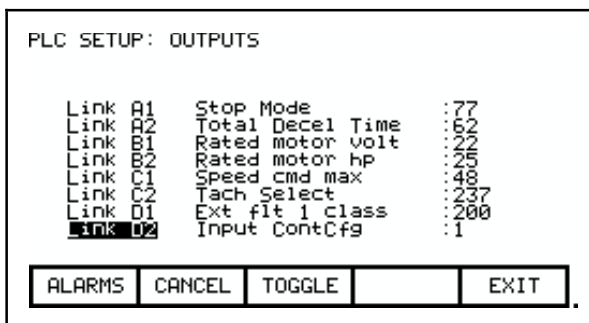 PLC SETUP: OUTPUTS
Link A1 Stop Mode :77
Link A2 Total Decel Time :62
Link B1 Rated motor volt :22
Link B2 Rated motor hp :25
Link C1 Speed cmd max :48
Link C2 Tach Select :237
Link D1 Ext flt 1 class :200
Link D2 Input ContCfg :1
ALARMS CANCEL TOGGLE EXIT